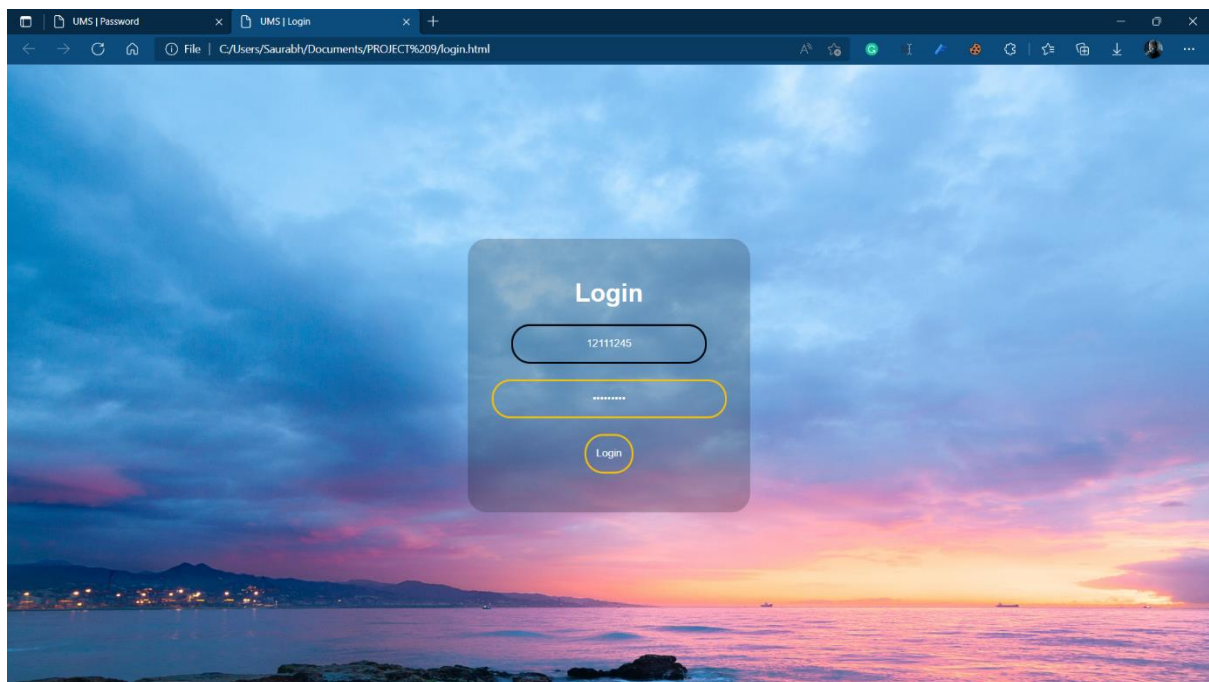 UMS | Password
UMS | Login
File | C:/Users/Saurabh/Documents/PROJECT%209/login.html
Login
12111245
•••••••••
Login